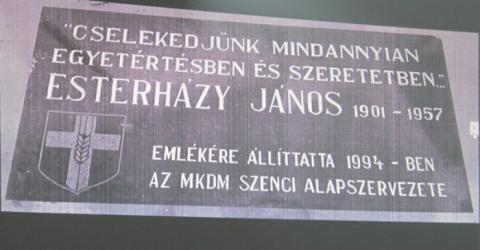 "CSELEKEDJÜNK MINDANNYIAN
EGYETÉRTÉSBEN ÉS SZERETETBEN..."
ESTERHÁZY JÁNOS 1901 - 1957
EMLÉKÉRE ÁLLÍTTATTA 1994 - BEN
AZ MKDM SZENCI ALAPSZERVEZETE